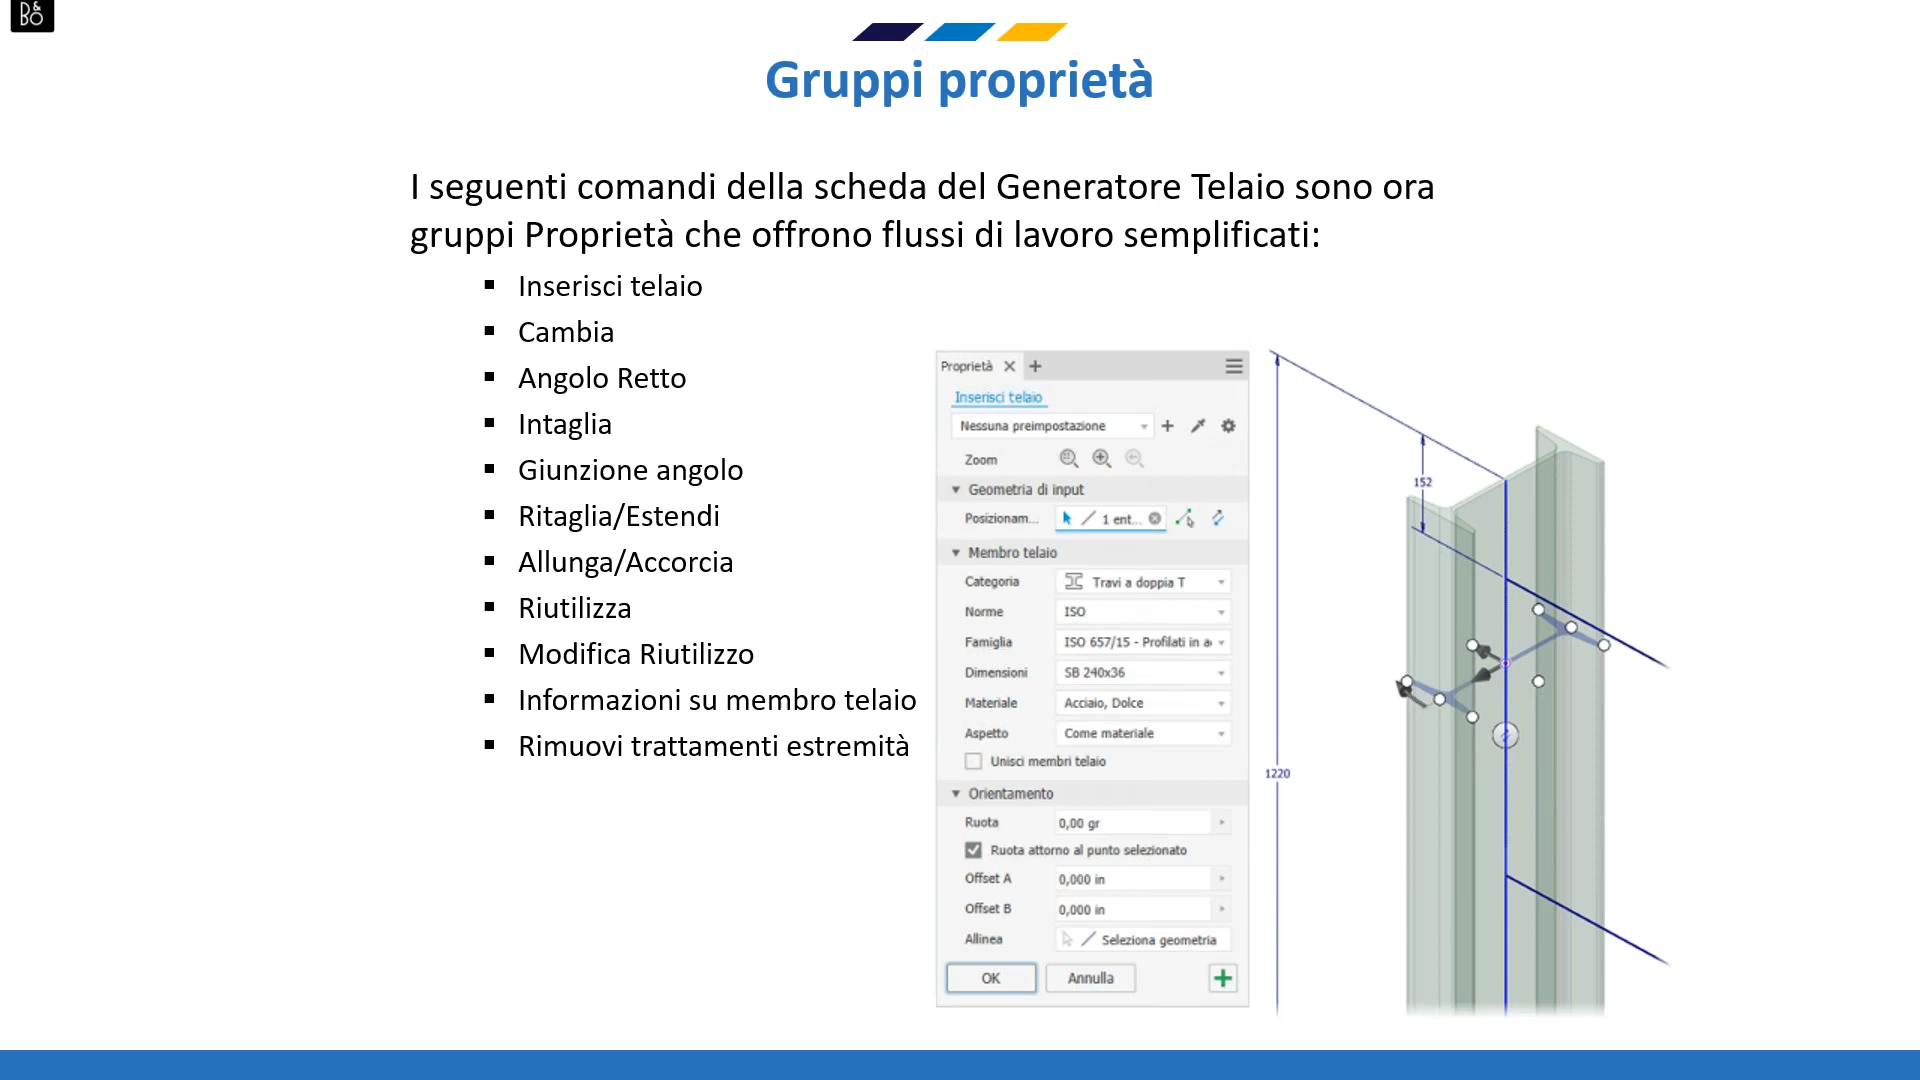 B&O
Gruppi proprietà
I seguenti comandi della scheda del Generatore Telaio sono ora
gruppi Proprietà che offrono flussi di lavoro semplificati:
Inserisci telaio
Cambia
Angolo Retto
Intaglia
Giunzione angolo
Ritaglia/Estendi
Allunga/Accorcia
Riutilizza
Modifica Riutilizzo
Informazioni su membro telaio
Rimuovi trattamenti estremità
Proprietà
Inserisci telaio
Nessuna preimpostazione
Zoom
Geometria di input
Posizionam... 1 ent...
Membro telaio
Categoria Travi a doppia T
Norme ISO
Famiglia ISO 657/15 - Profilati in a
Dimensioni SB 240x36
Materiale Acciaio, Dolce
Aspetto Come materiale
Unisci membri telaio
Orientamento
Ruota 0,00 gr
Ruota attorno al punto selezionato
Offset A 0,000 in
Offset B 0,000 in
Allinea Seleziona geometria
OK Annulla
152
1220